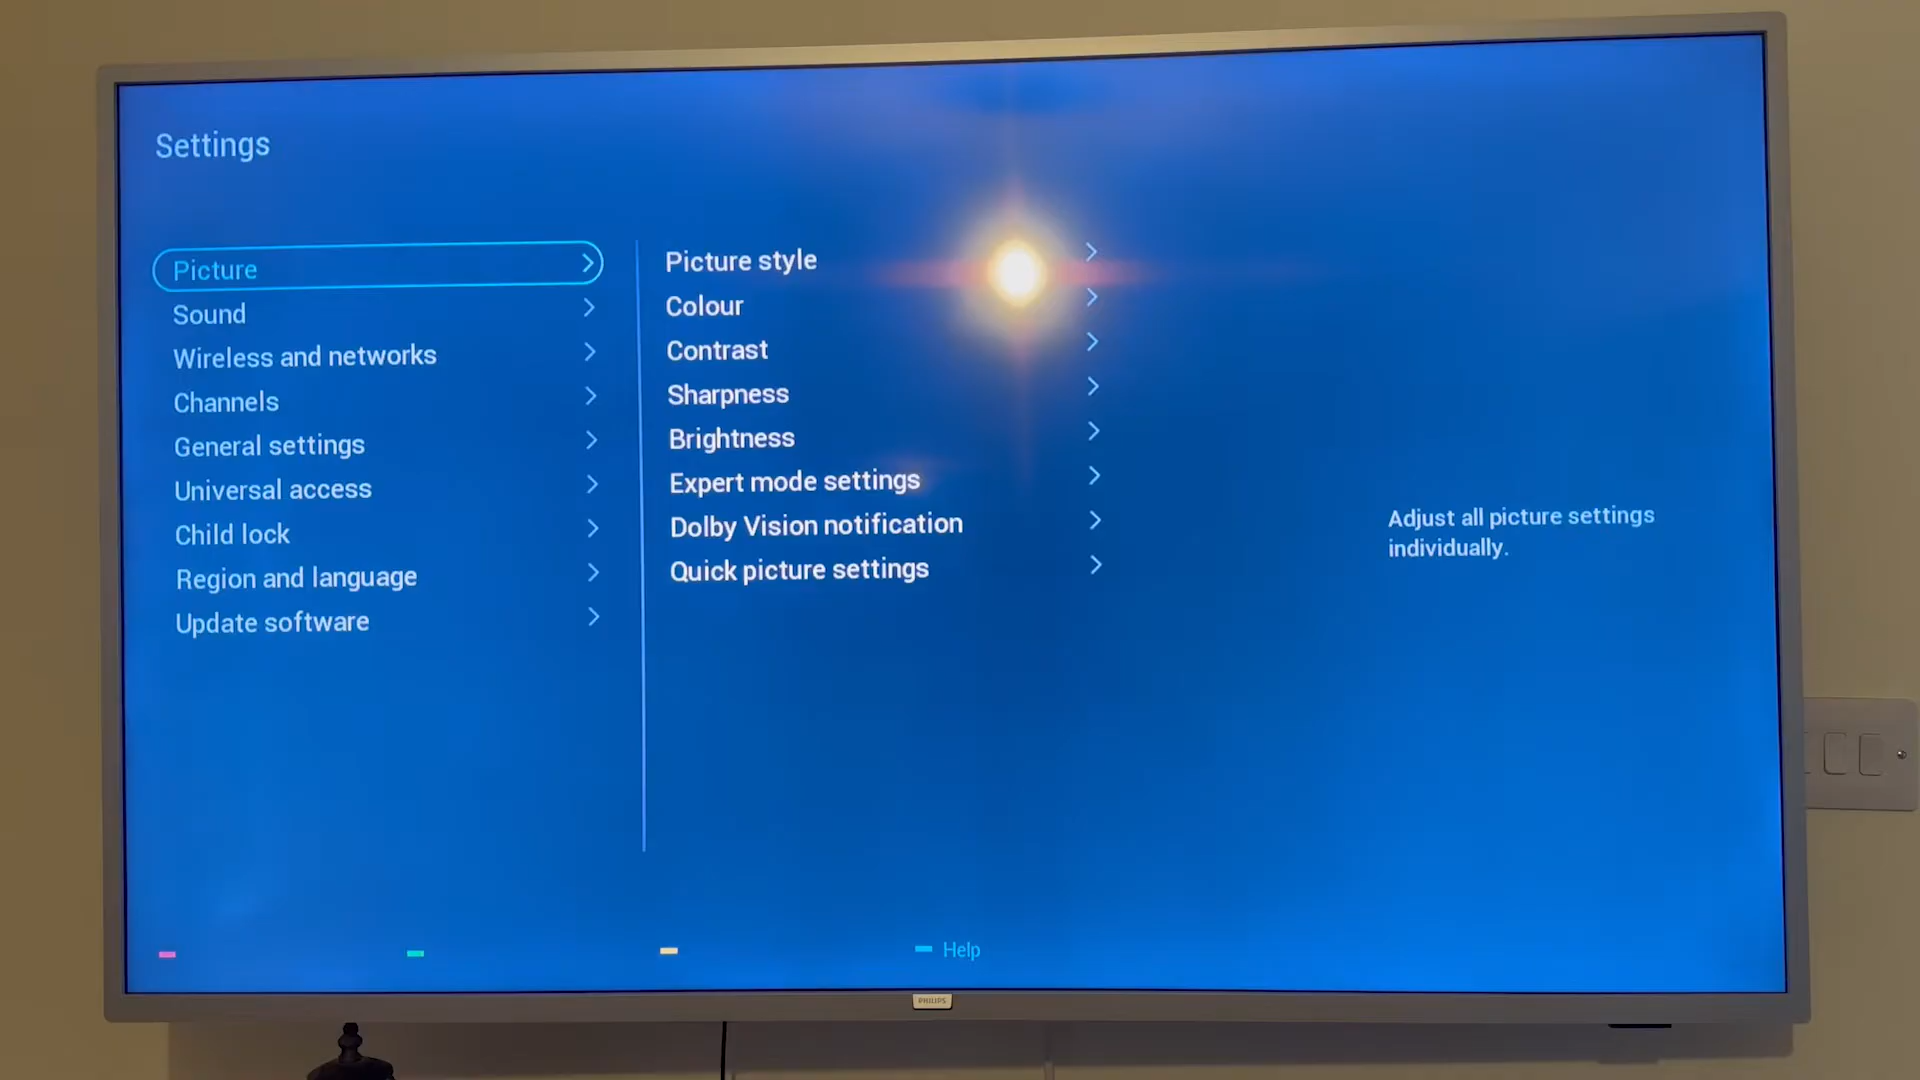 Settings
Picture
Sound
Wireless and networks
Channels
General settings
Universal access
Child lock
Region and language
Update software
Picture style
Colour
Contrast
Sharpness
Brightness
Expert mode settings
Dolby Vision notification
Quick picture settings
Adjust all picture settings
individually.
Help
PHILIPS